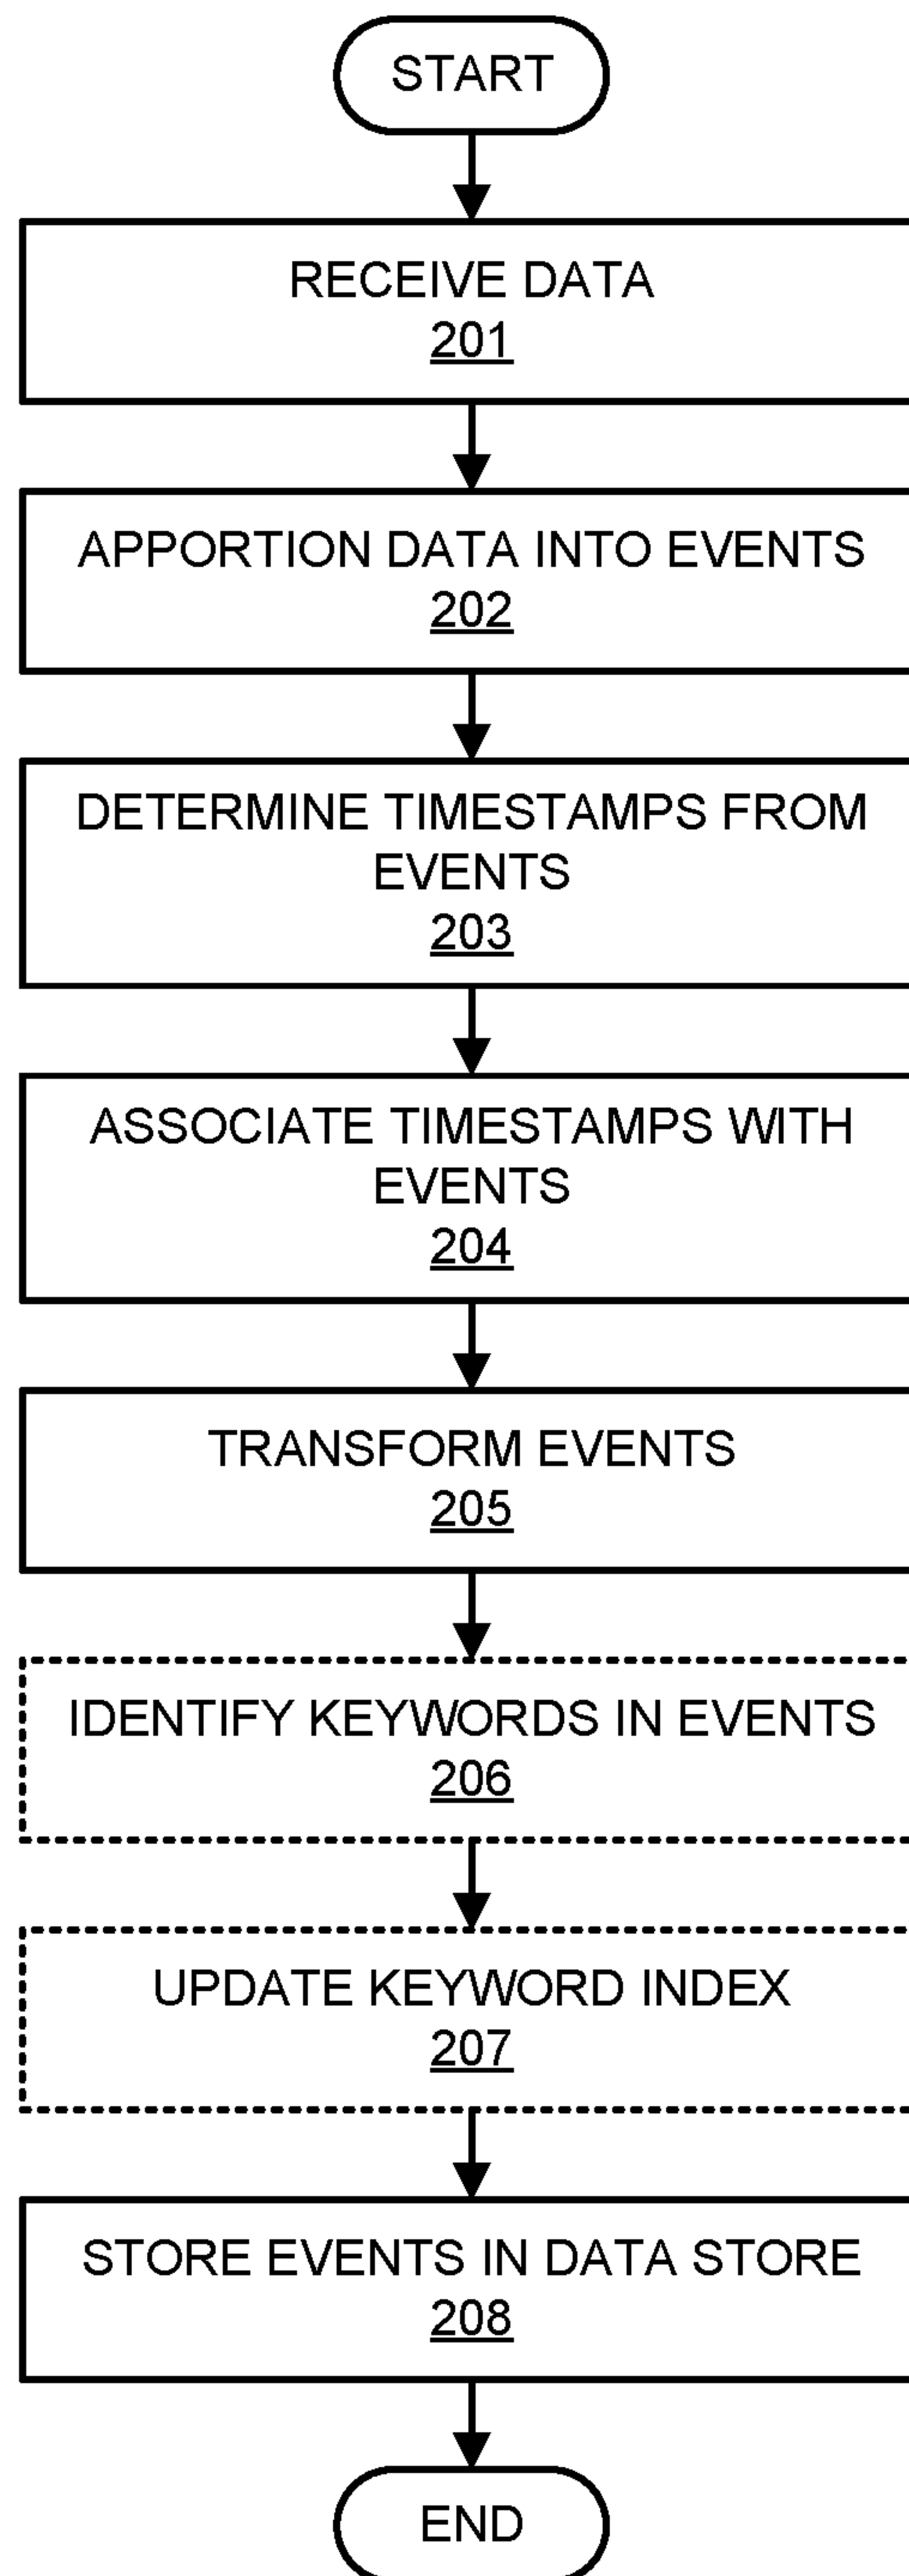 START
RECEIVE DATA
201
APPORTION DATA INTO EVENTS
202
DETERMINE TIMESTAMPS FROM
EVENTS
203
ASSOCIATE TIMESTAMPS WITH
EVENTS
204
TRANSFORM EVENTS
205
IDENTIFY KEYWORDS IN EVENTS
206
UPDATE KEYWORD INDEX
207
STORE EVENTS IN DATA STORE
208
END